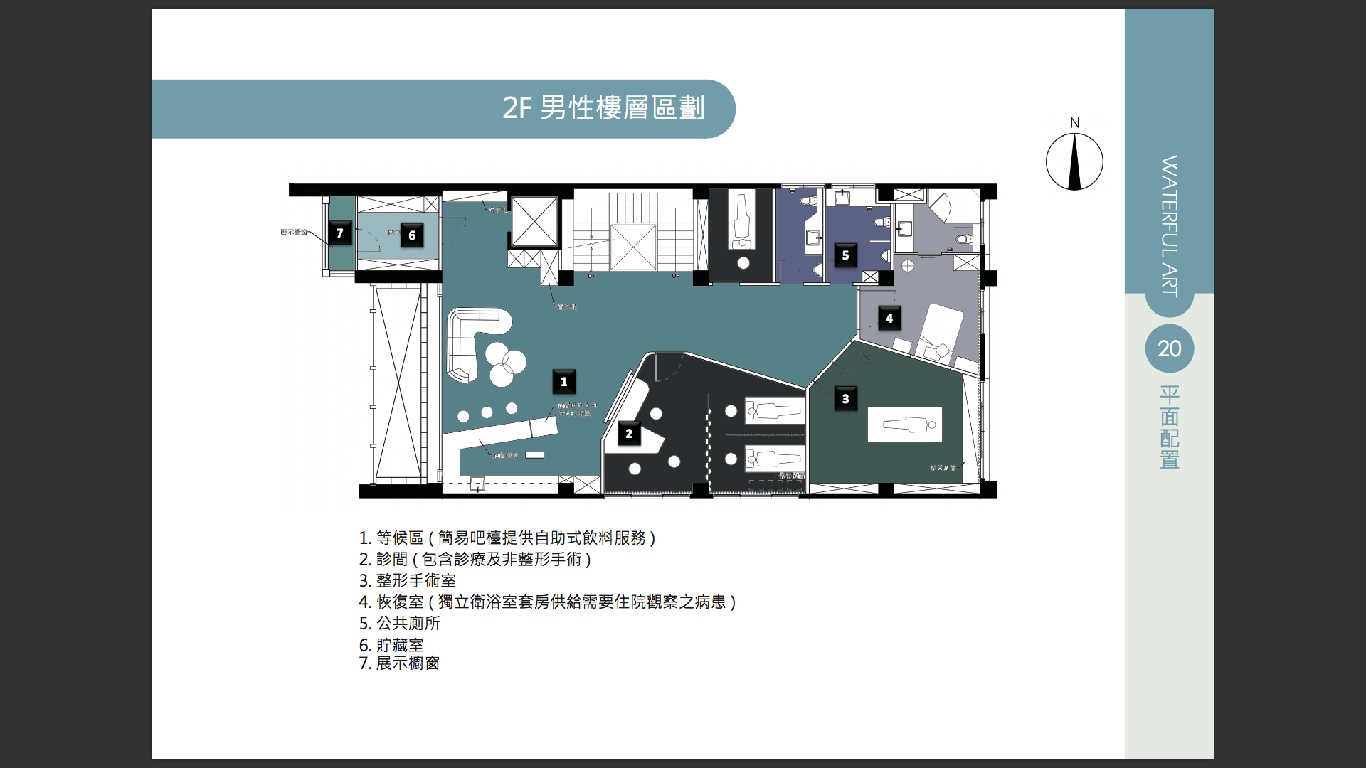 2F 男性樓層區劃
N
7
6
5
4
1
3
2
1. 等候區 ( 簡易吧檯提供自助式飲料服務 )
2. 診間 ( 包含診療及非整形手術 )
3. 整形手術室
4. 恢復室 ( 獨立衛浴室套房供給需要住院觀察之病患 )
5. 公共廁所
6. 貯藏室
7. 展示櫥窗
WATERFUL ART
20
平面配置